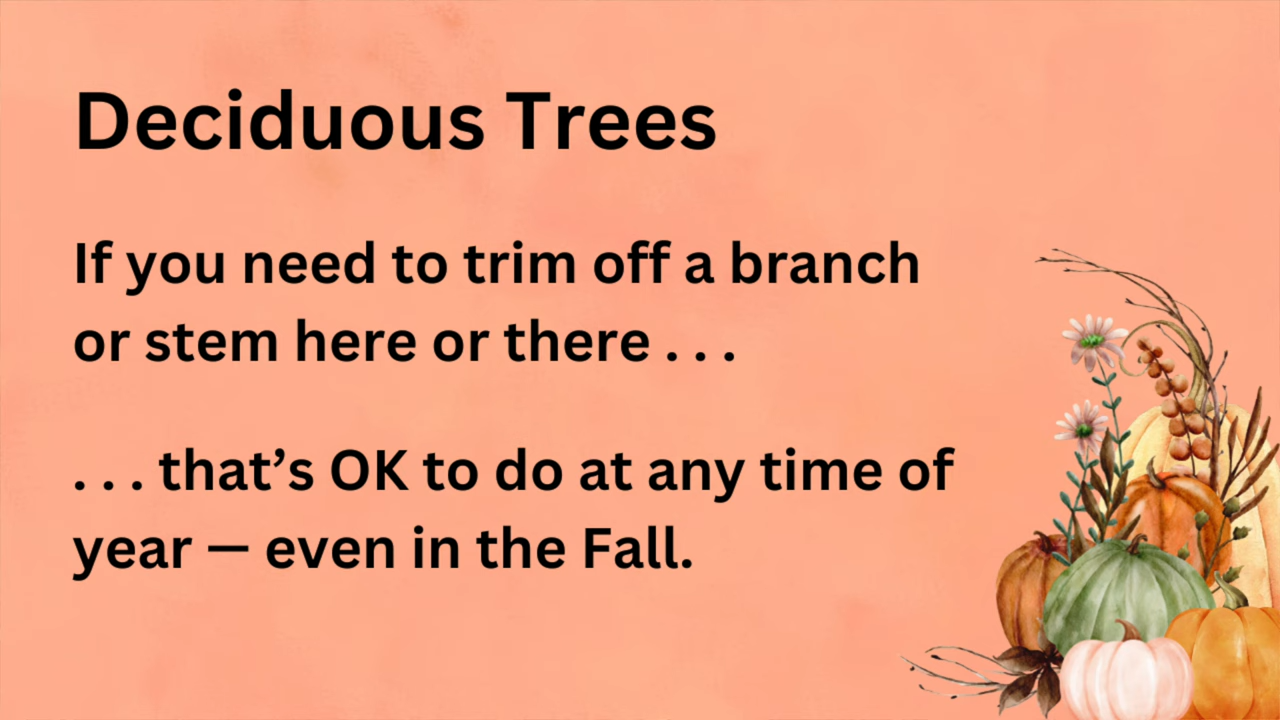 Deciduous Trees
If you need to trim off a branch
or stem here or there . . .
. . . that’s OK to do at any time of
year — even in the Fall.